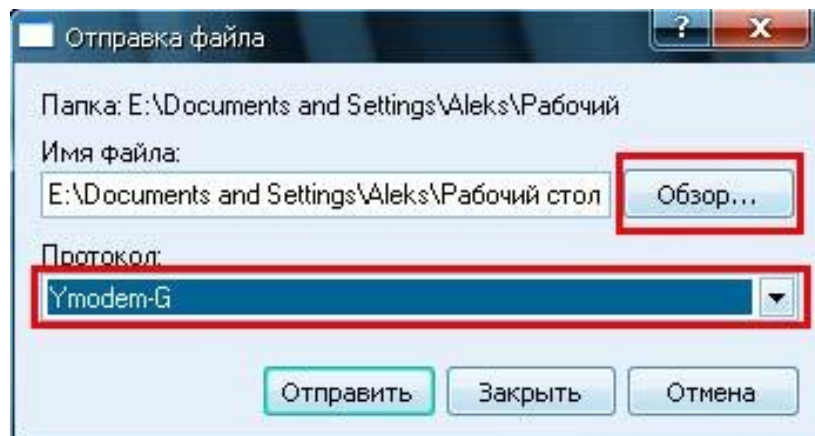 Отправка файла
Папка: E:\Documents and Settings\Aleks\Рабочий
Имя файла:
E:\Documents and Settings\Aleks\Рабочий стол Обзор...
Протокол:
Ymodem-G
Отправить Закрыть Отмена